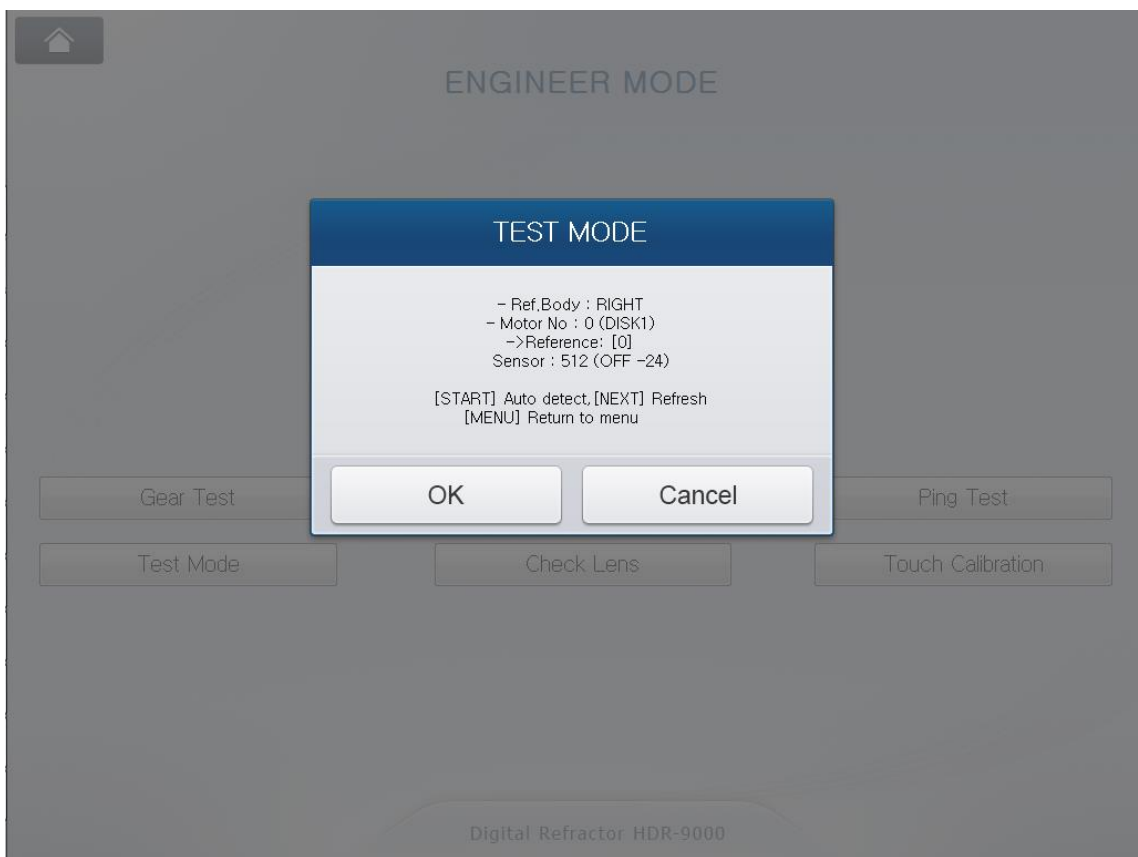 ENGINEER MODE
TEST MODE
- Ref.Body : RIGHT
- Motor No : 0 (DISK1)
->Reference: [0]
Sensor : 512 (OFF -24)
[START] Auto detect, [NEXT] Refresh
[MENU] Return to menu
OK Cancel
Gear Test Ping Test
Test Mode Check Lens Touch Calibration
Digital Refractor HDR-9000